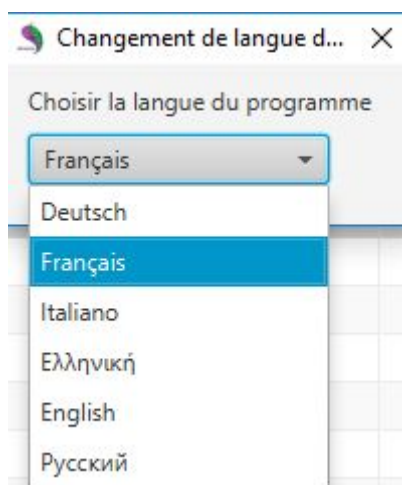 Changement de langue d...
Choisir la langue du programme
Français
Deutsch
Français
Italiano
Ελληνική
English
Русский